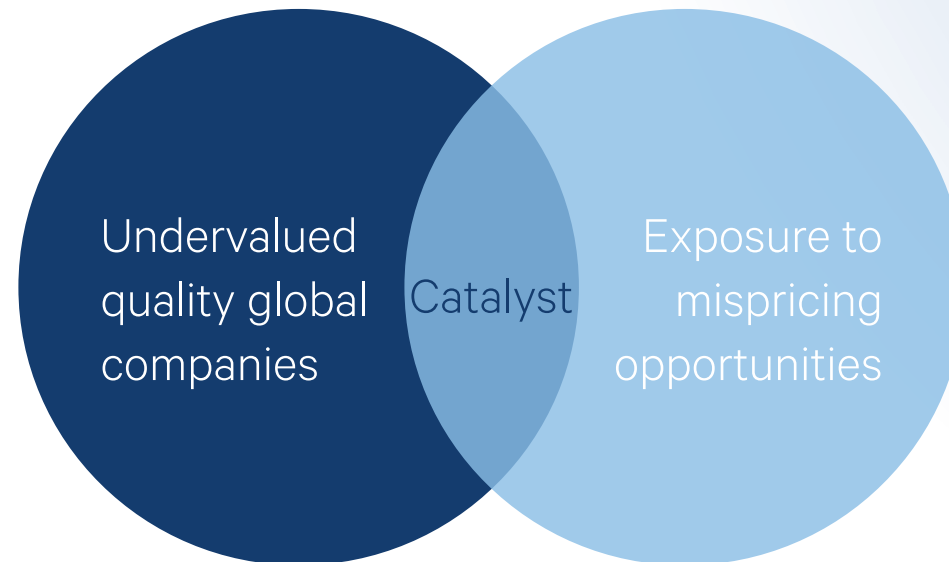 Undervalued
quality global
companies
Catalyst
Exposure to
mispricing
opportunities